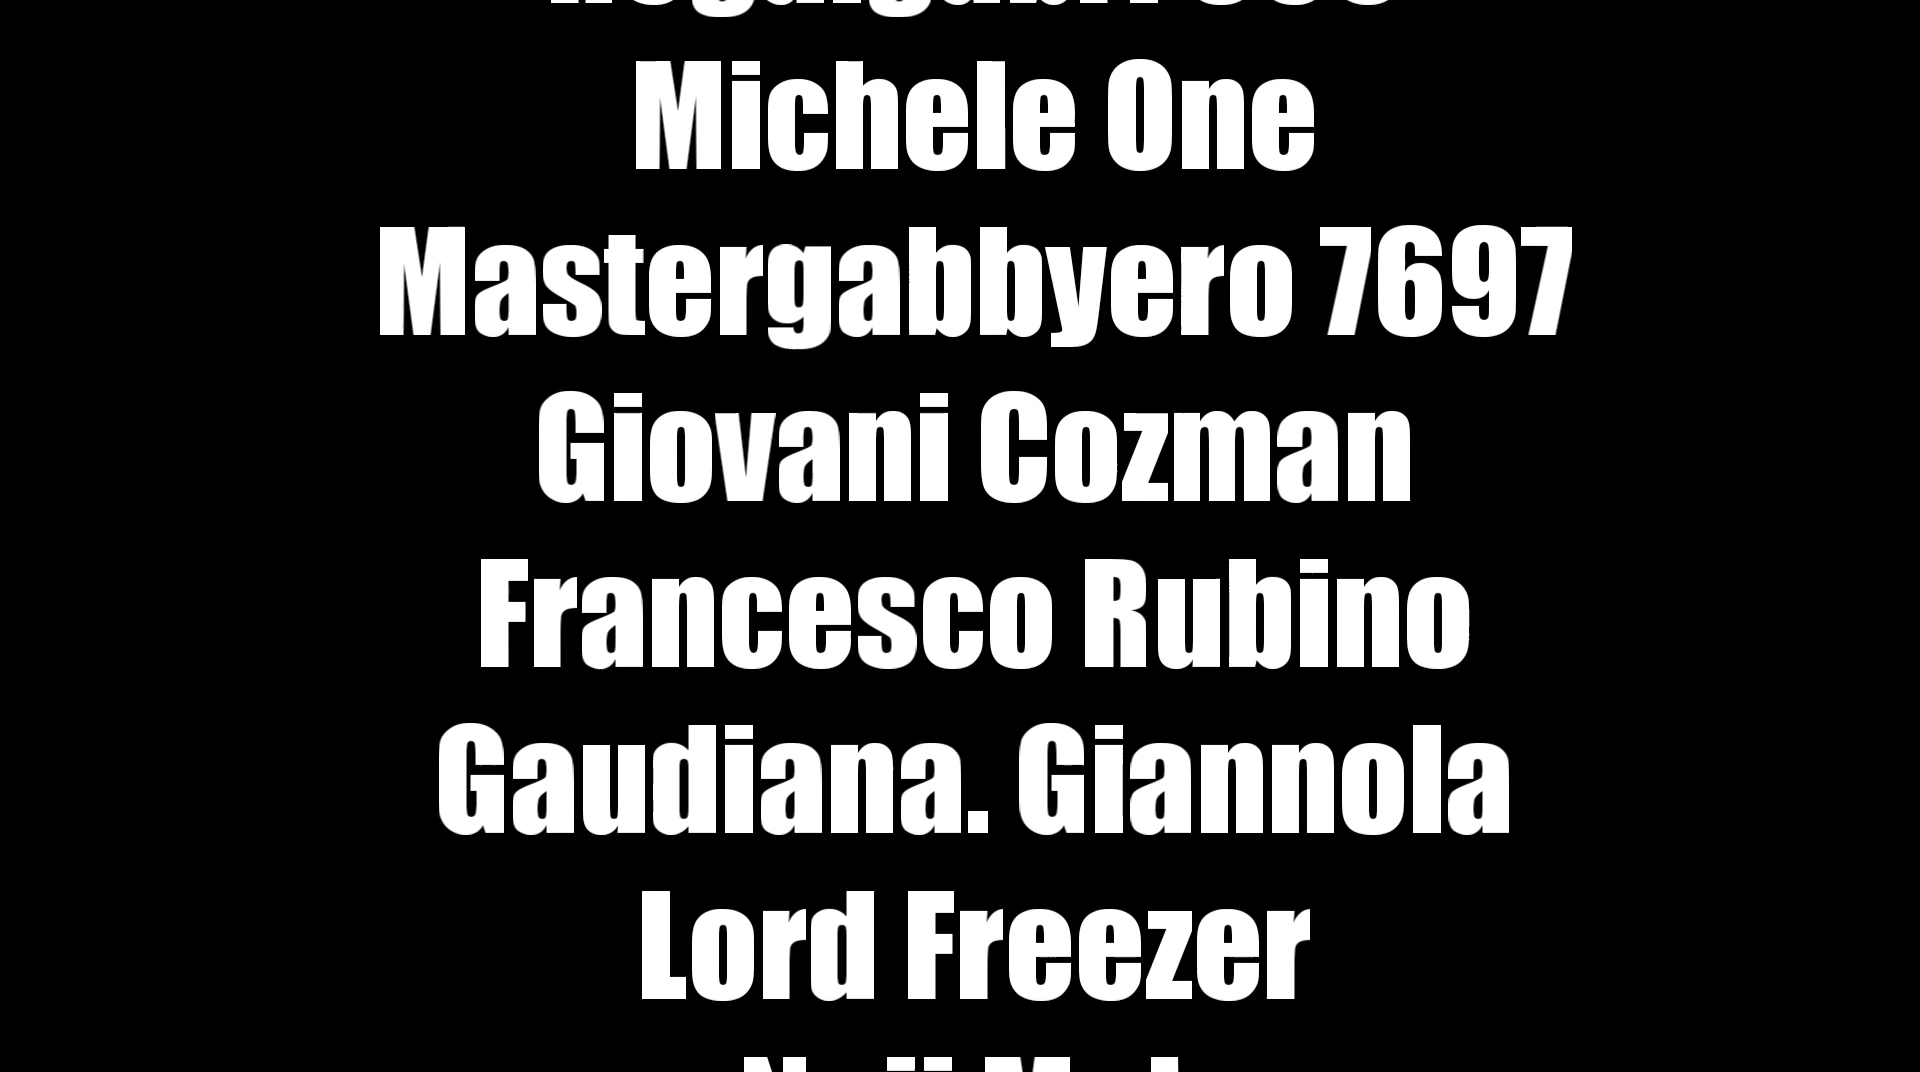 Michele One
Mastergabbyero 7697
Giovani Cozman
Francesco Rubino
Gaudiana. Giannola
Lord Freezer